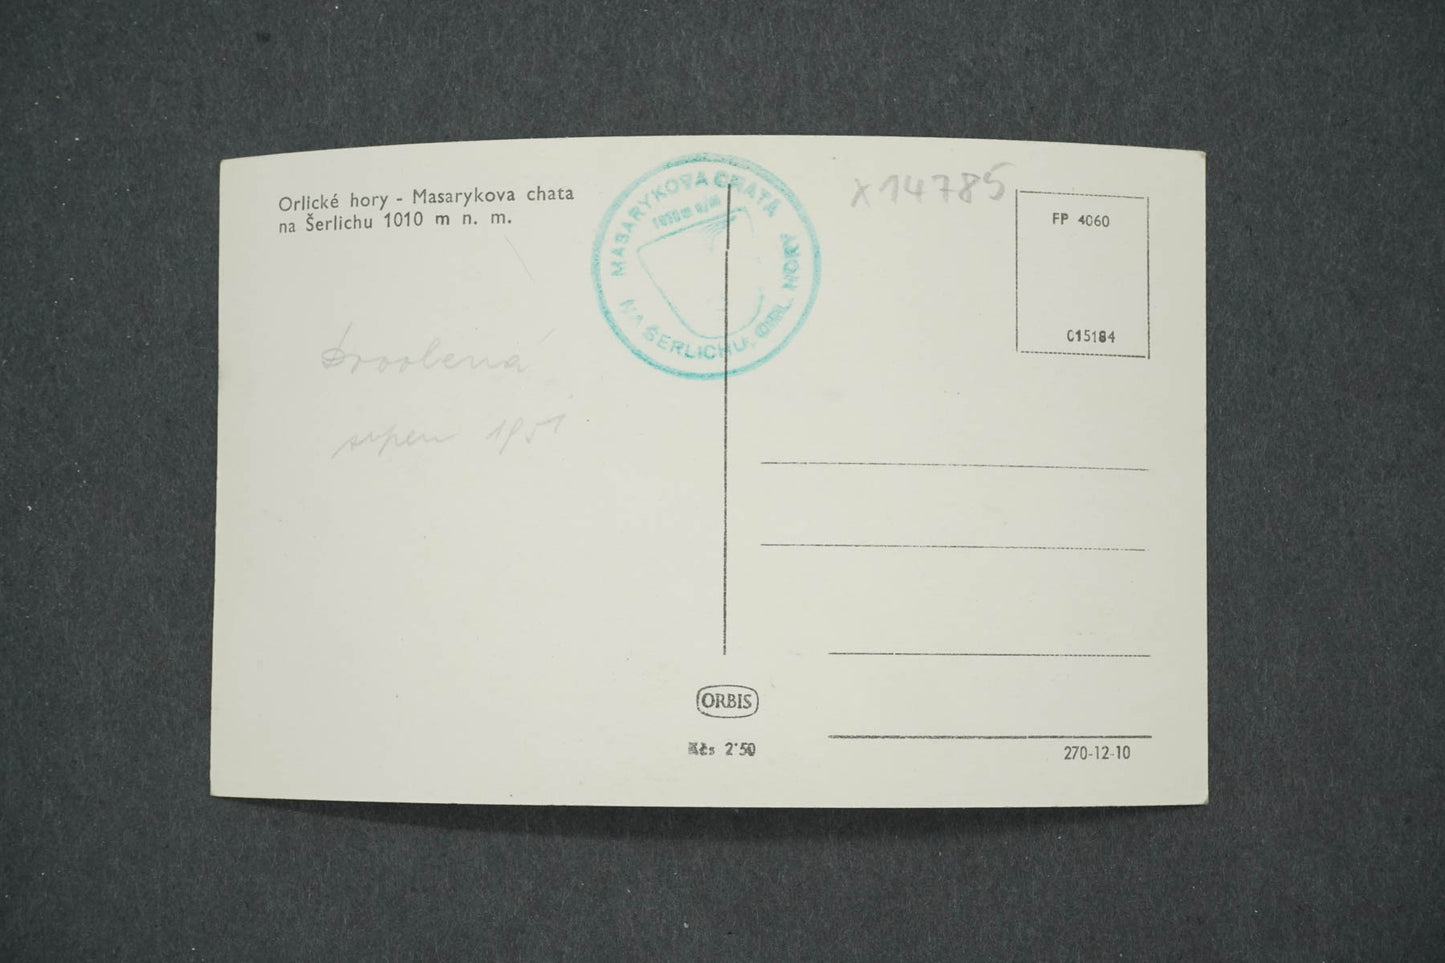 Orlické hory - Masarykova chata
na Šerlichu 1010 m n. m.
MASARYKOVA CHATA
1010 m n/m
NA ŠERLICHU, ORL. HORY
x14785
FP 4060
C15184
srpen 1951
ORBIS
Kčs 2'50
270-12-10